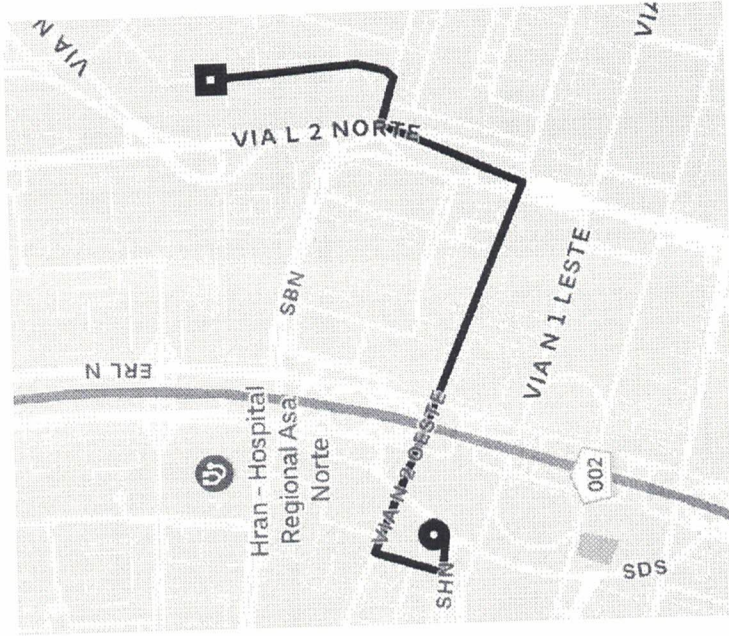 VIA N
VIA
VIA L 2 NORTE
SBN
VIA N 1 LESTE
ERL N
Hran - Hospital
Regional Asa
Norte
VIA N 2 OESTE
002
SHN
SDS